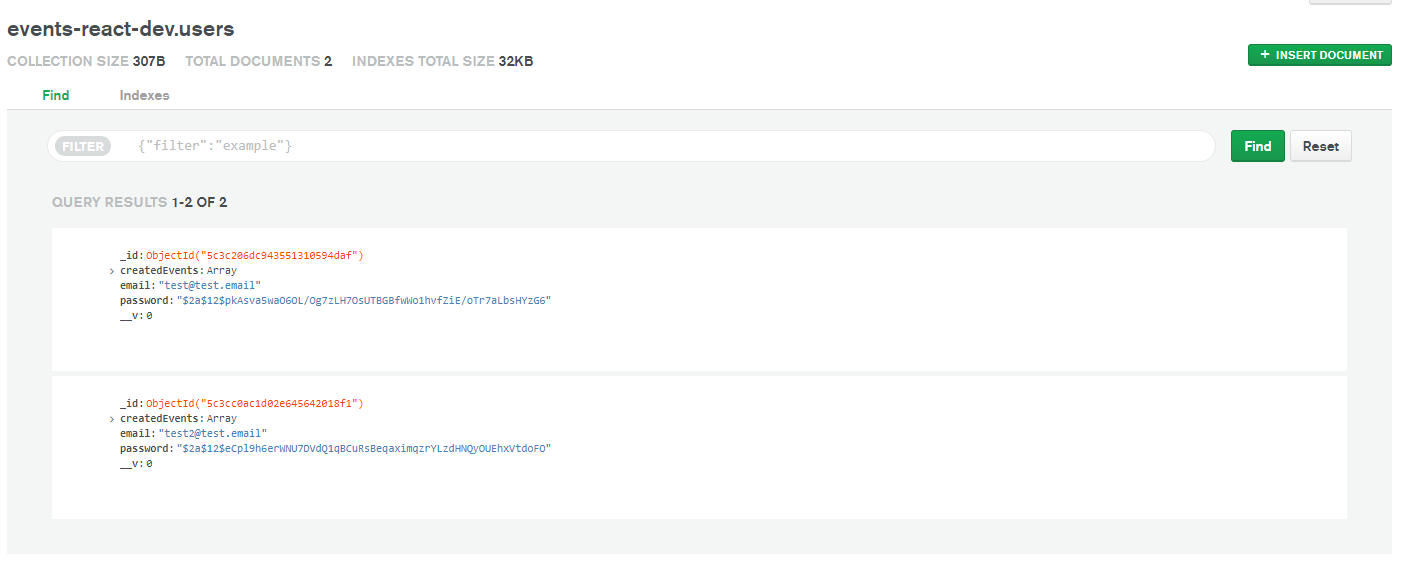 events-react-dev.users
COLLECTION SIZE 307B TOTAL DOCUMENTS 2 INDEXES TOTAL SIZE 32KB
+ INSERT DOCUMENT
Find Indexes
FILTER {"filter":"example"}
Find Reset
QUERY RESULTS 1-2 OF 2
_id:ObjectId("5c3c206dc943551310594daf")
> createdEvents:Array
email:"test@test.email"
password:"$2a$12$pkAsva5waO6OL/Og7zLH7OsUTBGBfwWo1hvfZiE/oTr7aLbsHYzG6"
__v:0
_id:ObjectId("5c3cc0ac1d02e645642018f1")
> createdEvents:Array
email:"test2@test.email"
password:"$2a$12$eCpl9h6erWNU7DVdQ1qBCuRsBeqaximqzrYLzdHNQyOUEhxVtdoFO"
__v:0